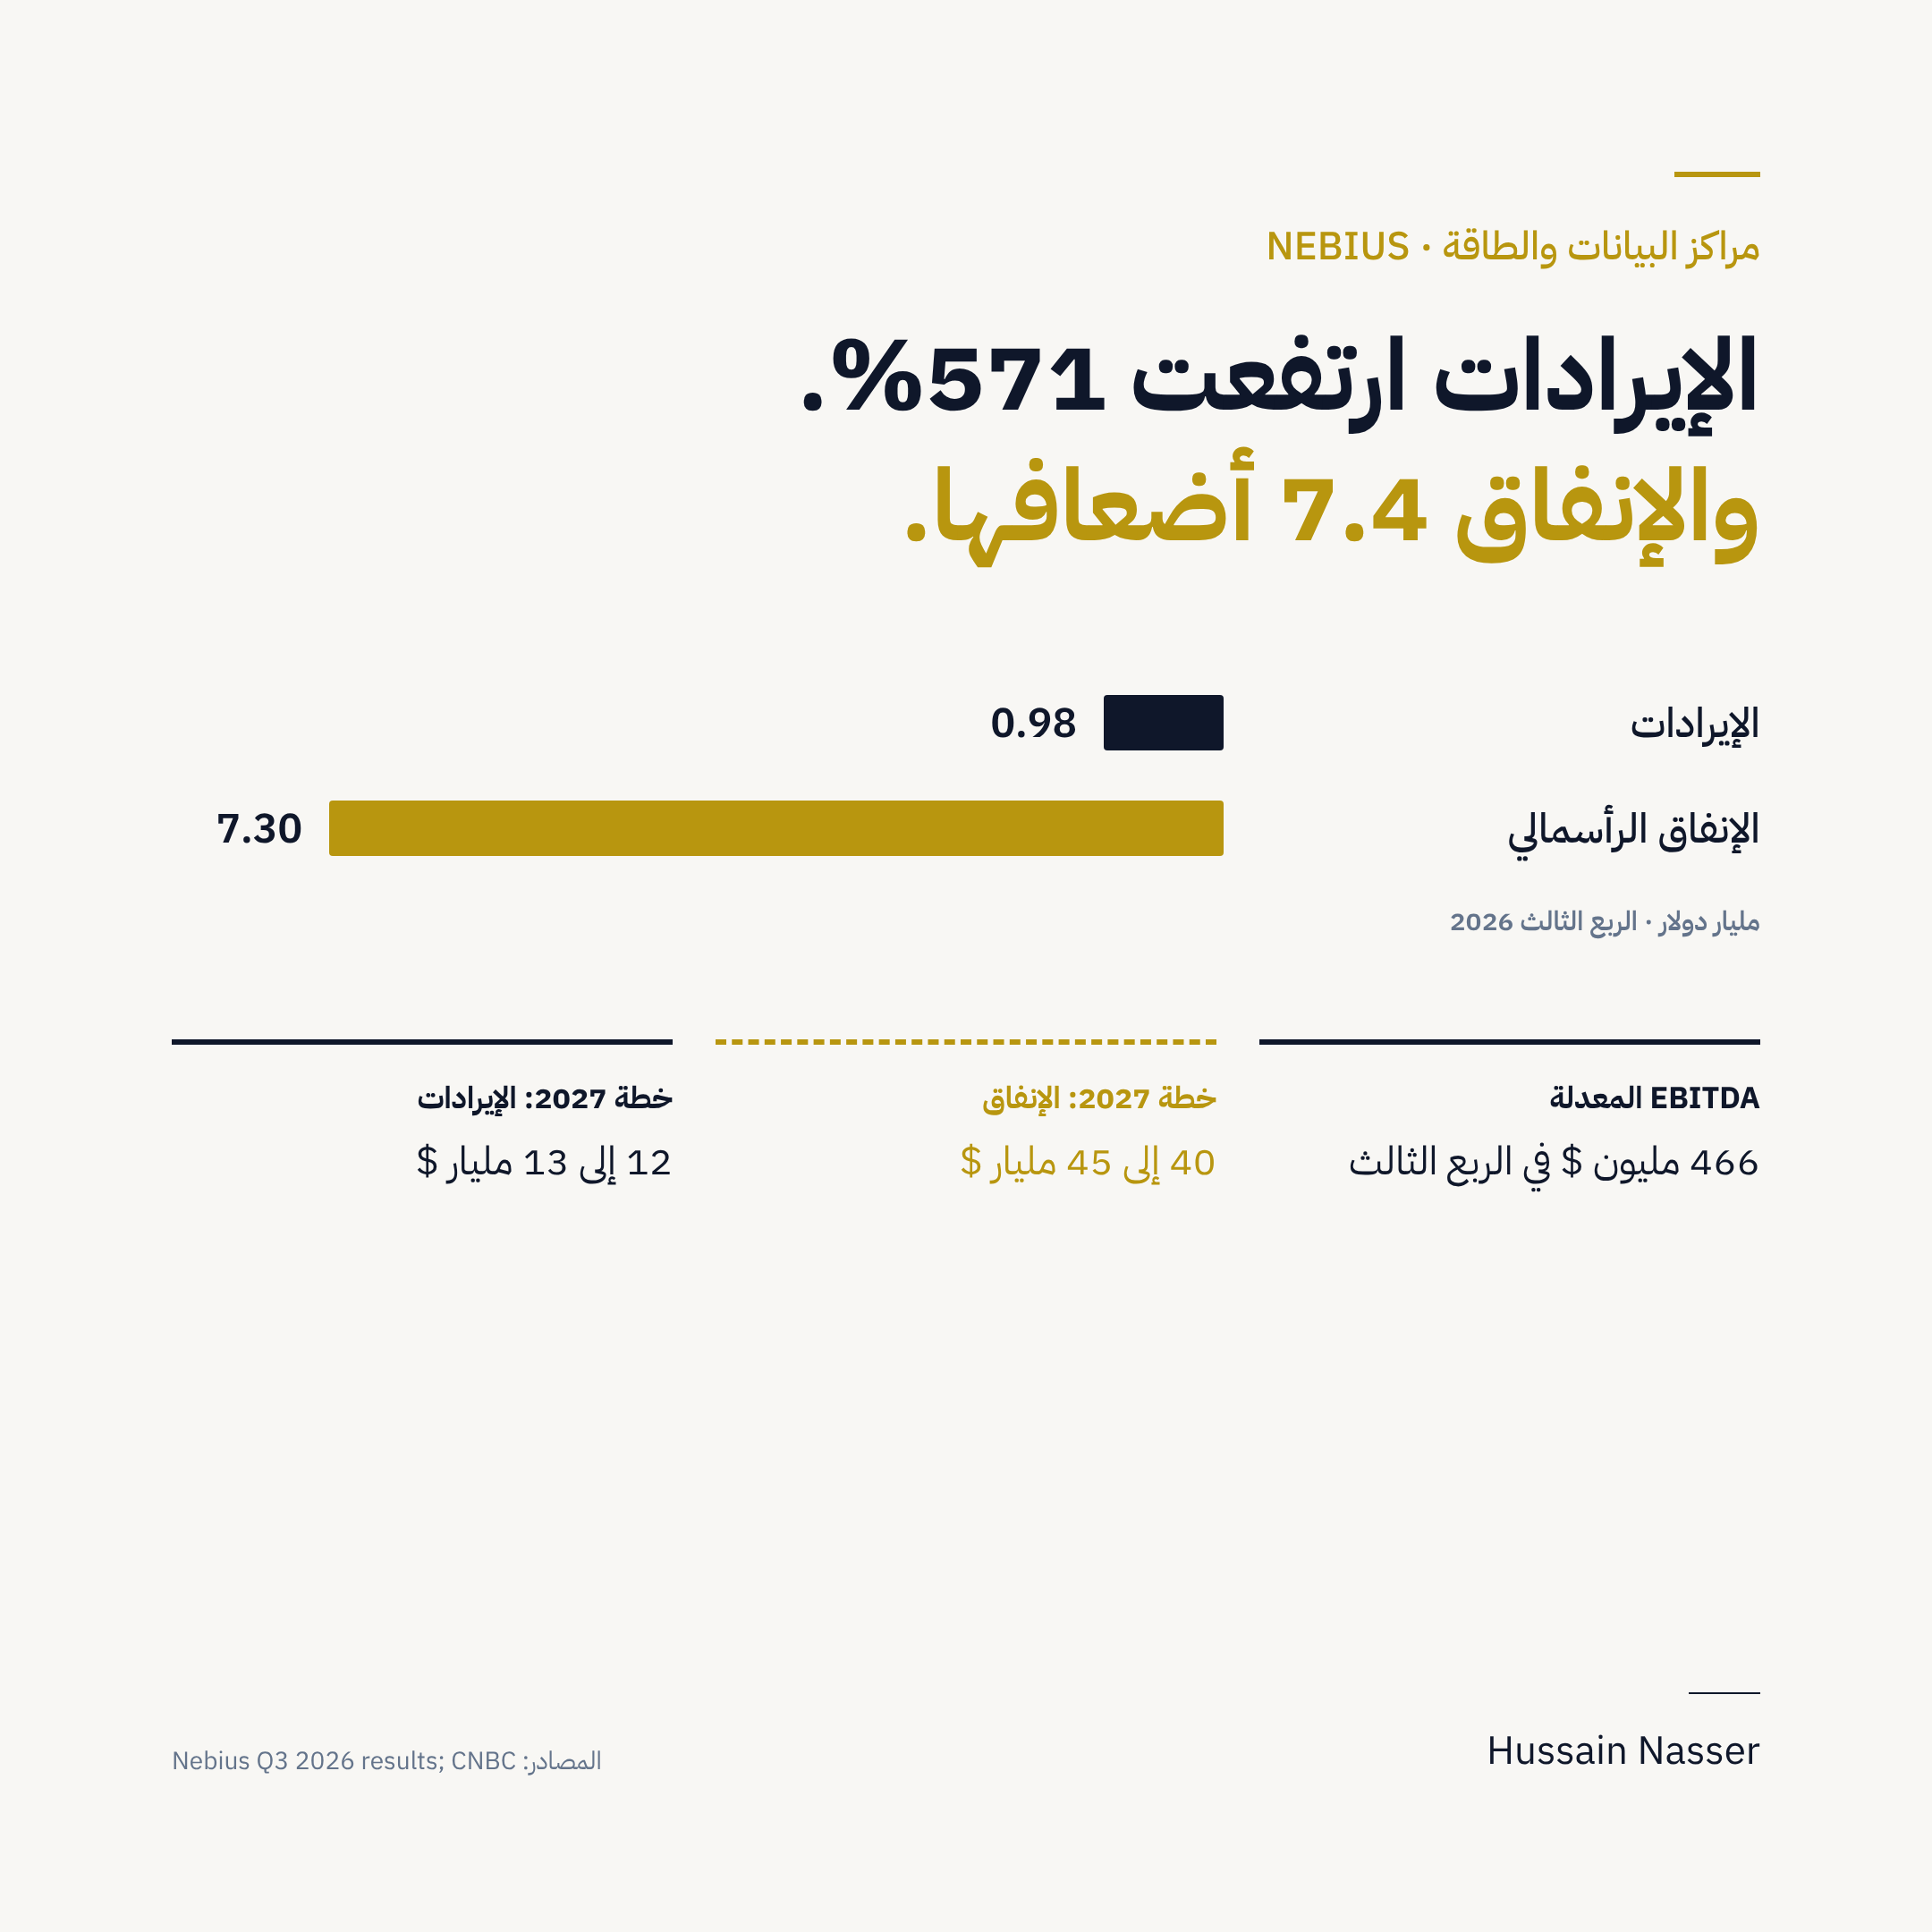 مراكز البيانات والطاقة · NEBIUS
الإيرادات ارتفعت 571%.
والإنفاق 7.4 أضعافها.
الإيرادات 0.98
الإنفاق الرأسمالي 7.30
مليار دولار · الربع الثالث 2026
EBITDA المعدلة
466 مليون $ في الربع الثالث
خطة 2027: الإنفاق
40 إلى 45 مليار $
خطة 2027: الإيرادات
12 إلى 13 مليار $
Hussain Nasser
المصادر: Nebius Q3 2026 results; CNBC